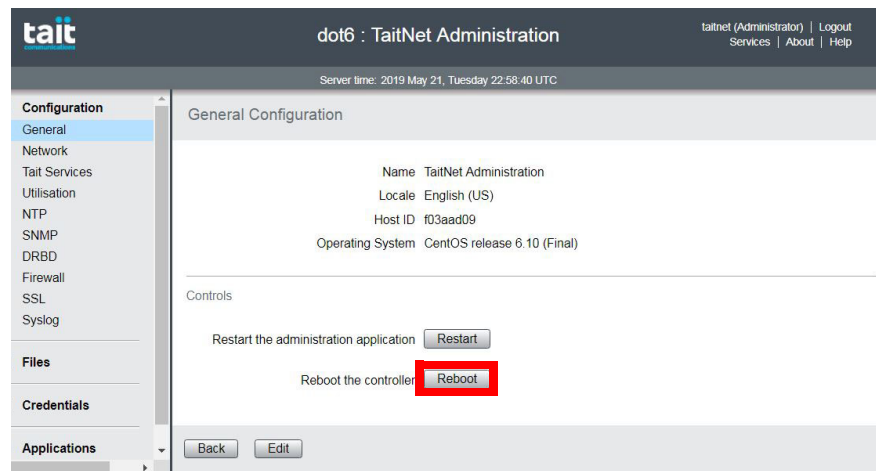 tait
communications
dot6 : TaitNet Administration
taitnet (Administrator) | Logout
Services | About | Help
Server time: 2019 May 21, Tuesday 22:58:40 UTC
Configuration
General
Network
Tait Services
Utilisation
NTP
SNMP
DRBD
Firewall
SSL
Syslog
Files
Credentials
Applications
General Configuration
Name TaitNet Administration
Locale English (US)
Host ID f03aad09
Operating System CentOS release 6.10 (Final)
Controls
Restart the administration application Restart
Reboot the controller Reboot
Back Edit